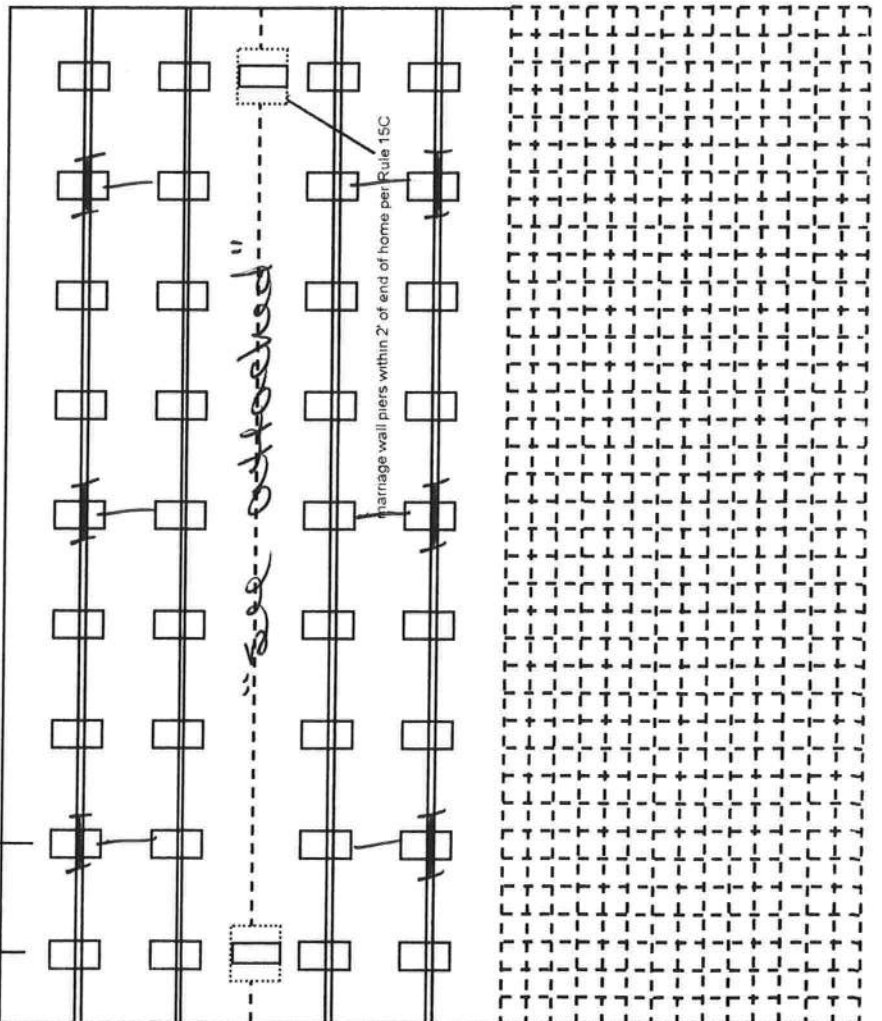 marriage wall piers within 2' of end of home per Rule 15C
"see attached"